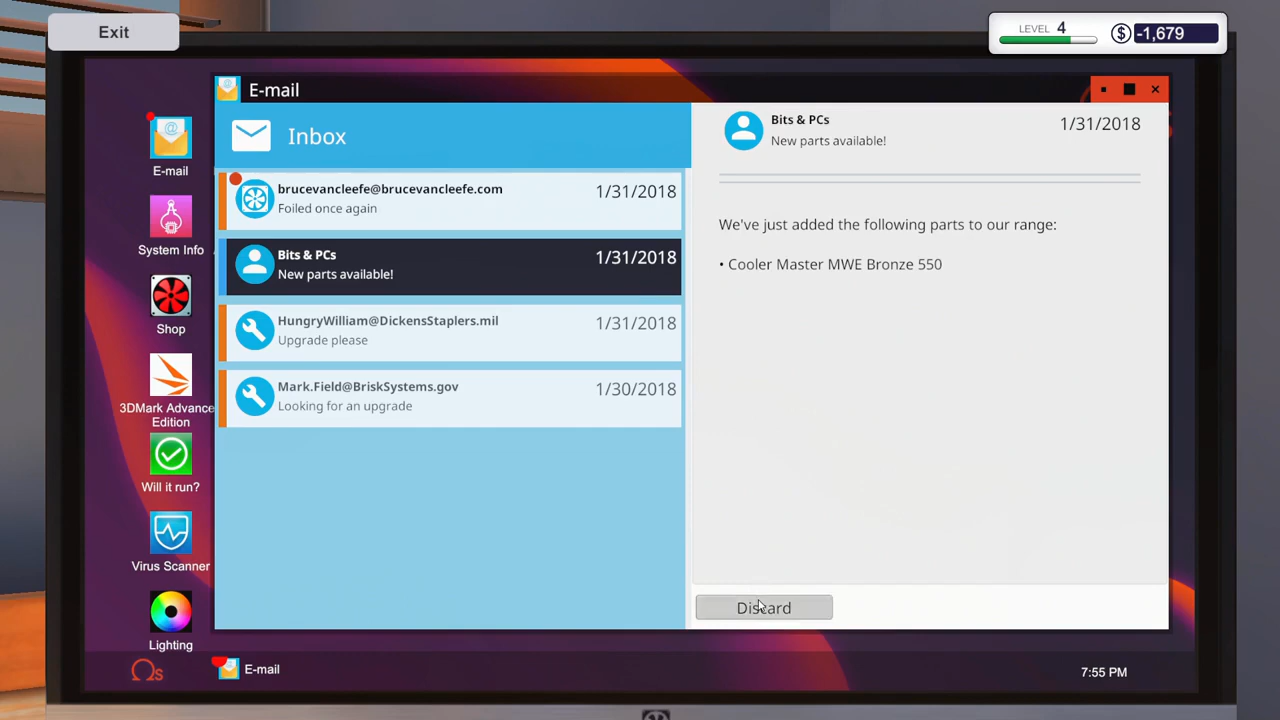 Exit
LEVEL 4
$ -1,679
E-mail
Inbox
brucevancleefe@brucevancleefe.com 1/31/2018
Foiled once again
Bits & PCs 1/31/2018
New parts available!
HungryWilliam@DickensStaplers.mil 1/31/2018
Upgrade please
Mark.Field@BriskSystems.gov 1/30/2018
Looking for an upgrade
Bits & PCs 1/31/2018
New parts available!
We've just added the following parts to our range:
• Cooler Master MWE Bronze 550
Discard
E-mail
System Info
Shop
3DMark Advance
Edition
Will it run?
Virus Scanner
Lighting
Ωs
E-mail
7:55 PM